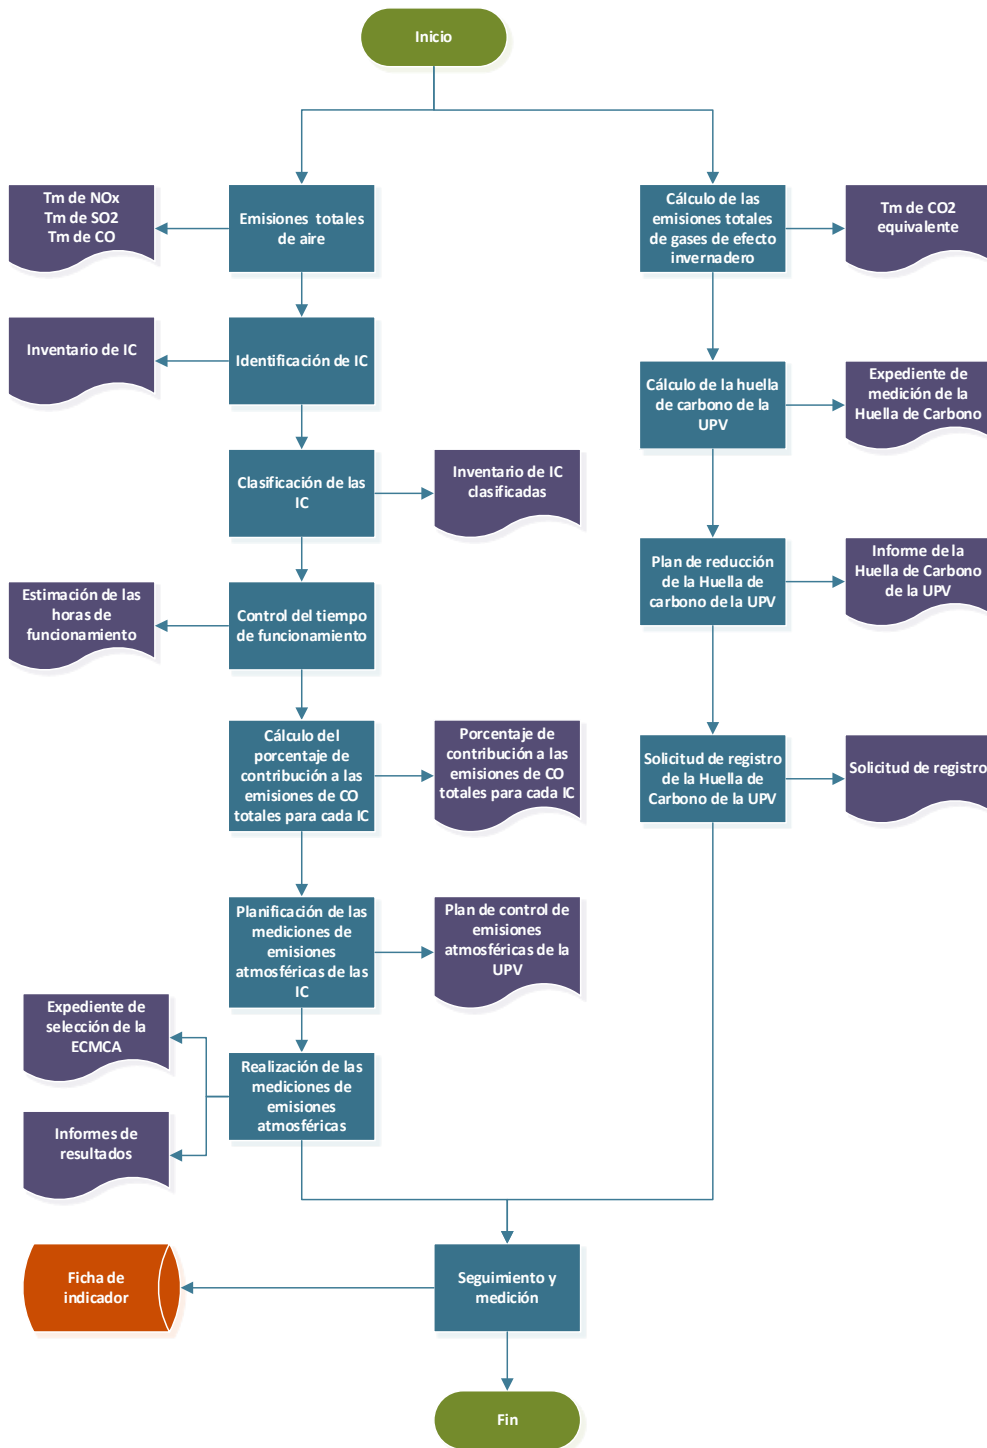 Inicio
Tm de NOx
Tm de SO2
Tm de CO
Emisiones totales
de aire
Cálculo de las
emisiones totales
de gases de efecto
invernadero
Tm de CO2
equivalente
Inventario de IC
Identificación de IC
Cálculo de la huella
de carbono de la
UPV
Expediente de
medición de la
Huella de Carbono
Clasificación de las
IC
Inventario de IC
clasificadas
Plan de reducción
de la Huella de
carbono de la UPV
Informe de la
Huella de Carbono
de la UPV
Estimación de las
horas de
funcionamiento
Control del tiempo
de funcionamiento
Cálculo del
porcentaje de
contribución a las
emisiones de CO
totales para cada IC
Porcentaje de
contribución a las
emisiones de CO
totales para cada IC
Solicitud de registro
de la Huella de
Carbono de la UPV
Solicitud de registro
Planificación de las
mediciones de
emisiones
atmosféricas de las
IC
Plan de control de
emisiones
atmosféricas de la
UPV
Expediente de
selección de la
ECMCA
Realización de las
mediciones de
emisiones
atmosféricas
Informes de
resultados
Ficha de
indicador
Seguimiento y
medición
Fin